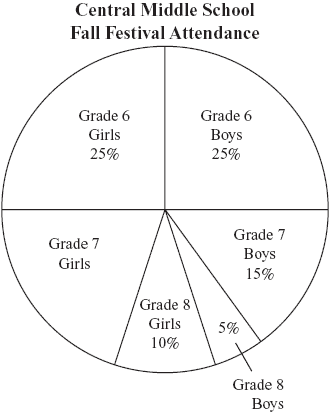 Central Middle School
Fall Festival Attendance
Grade 6
Girls
25%
Grade 6
Boys
25%
Grade 7
Girls
Grade 7
Boys
15%
Grade 8
Girls
10%
5%
Grade 8
Boys